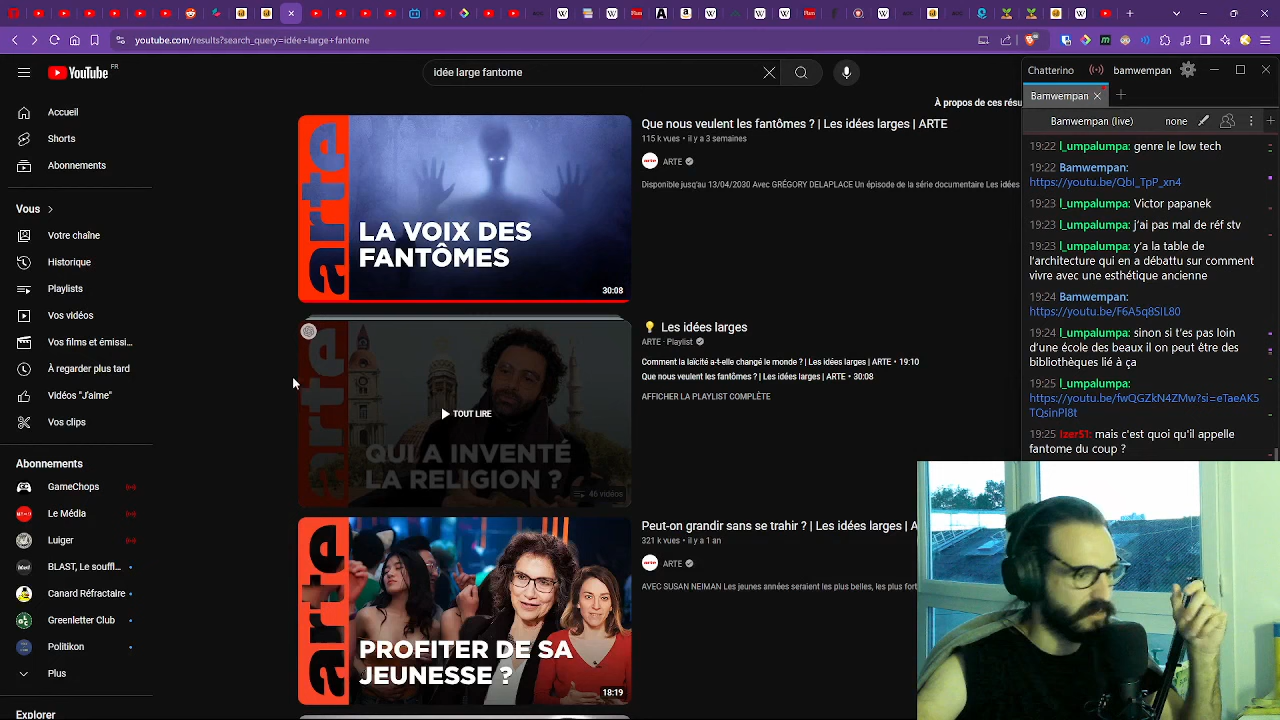 youtube.com/results?search_query=idée+large+fantome
YouTube FR
idée large fantome
Accueil
Shorts
Abonnements
Vous
Votre chaîne
Historique
Playlists
Vos vidéos
Vos films et émissi...
À regarder plus tard
Vidéos "J'aime"
Vos clips
Abonnements
GameChops
Le Média
Luiger
BLAST, Le souffl...
Canard Réfractaire
Greenletter Club
Politikon
Plus
Explorer
À propos de ces résu
arte
LA VOIX DES
FANTÔMES
30:08
Que nous veulent les fantômes ? | Les idées larges | ARTE
115 k vues • il y a 3 semaines
ARTE
Disponible jusqu'au 13/04/2030 Avec GRÉGORY DELAPLACE Un épisode de la série documentaire Les idées
arte
TOUT LIRE
QUI A INVENTÉ
LA RELIGION ?
46 vidéos
Les idées larges
ARTE · Playlist
Comment la laïcité a-t-elle changé le monde ? | Les idées larges | ARTE • 19:10
Que nous veulent les fantômes ? | Les idées larges | ARTE • 30:08
AFFICHER LA PLAYLIST COMPLÈTE
arte
PROFITER DE SA
JEUNESSE ?
18:19
Peut-on grandir sans se trahir ? | Les idées larges | A
321 k vues • il y a 1 an
ARTE
AVEC SUSAN NEIMAN Les jeunes années seraient les plus belles, les plus fort
Chatterino bamwempan
Bamwempan
Bamwempan (live) none
19:22 l_umpalumpa: genre le low tech
19:22 Bamwempan:
https://youtu.be/QbI_TpP_xn4
19:23 l_umpalumpa: Victor papanek
19:23 l_umpalumpa: j'ai pas mal de réf stv
19:23 l_umpalumpa: y'a la table de
l'architecture qui en a débattu sur comment
vivre avec une esthétique ancienne
19:24 Bamwempan:
https://youtu.be/F6A5q8SIL80
19:24 l_umpalumpa: sinon si t'es pas loin
d'une école des beaux il on peut être des
bibliothèques lié à ça
19:25 l_umpalumpa:
https://youtu.be/fwQGZkN4ZMw?si=eTaeAK5
TQsinPl8t
19:25 Izer51: mais c'est quoi qu'il appelle
fantome du coup ?